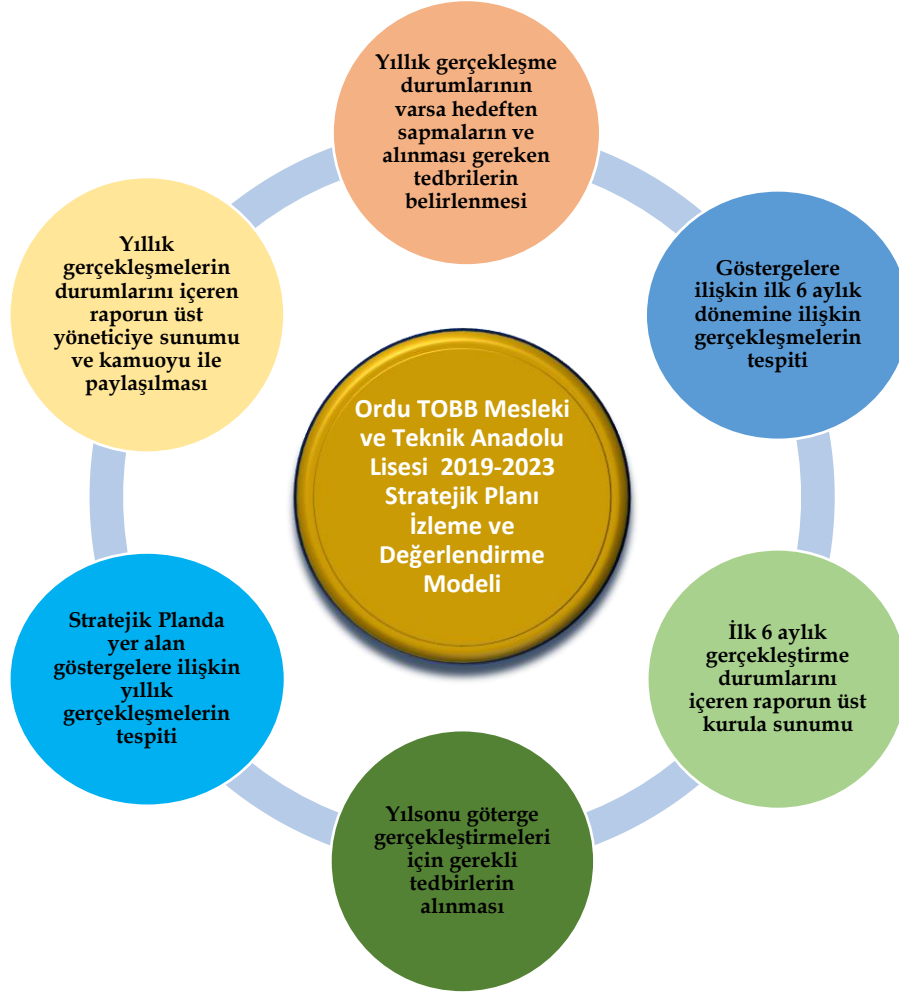 Yıllık gerçekleşme
durumlarının
varsa hedeften
sapmaların ve
alınması gereken
tedbrilerin
belirlenmesi
Göstergelere
ilişkin ilk 6 aylık
dönemine ilişkin
gerçekleşmelerin
tespiti
İlk 6 aylık
gerçekleştirme
durumlarını
içeren raporun üst
kurula sunumu
Yılsonu göterge
gerçekleştirmeleri
için gerekli
tedbirlerin
alınması
Stratejik Planda
yer alan
göstergelere ilişkin
yıllık
gerçekleşmelerin
tespiti
Yıllık
gerçekleşmelerin
durumlarını içeren
raporun üst
yöneticiye sunumu
ve kamuoyu ile
paylaşılması
Ordu TOBB Mesleki
ve Teknik Anadolu
Lisesi 2019-2023
Stratejik Planı
İzleme ve
Değerlendirme
Modeli